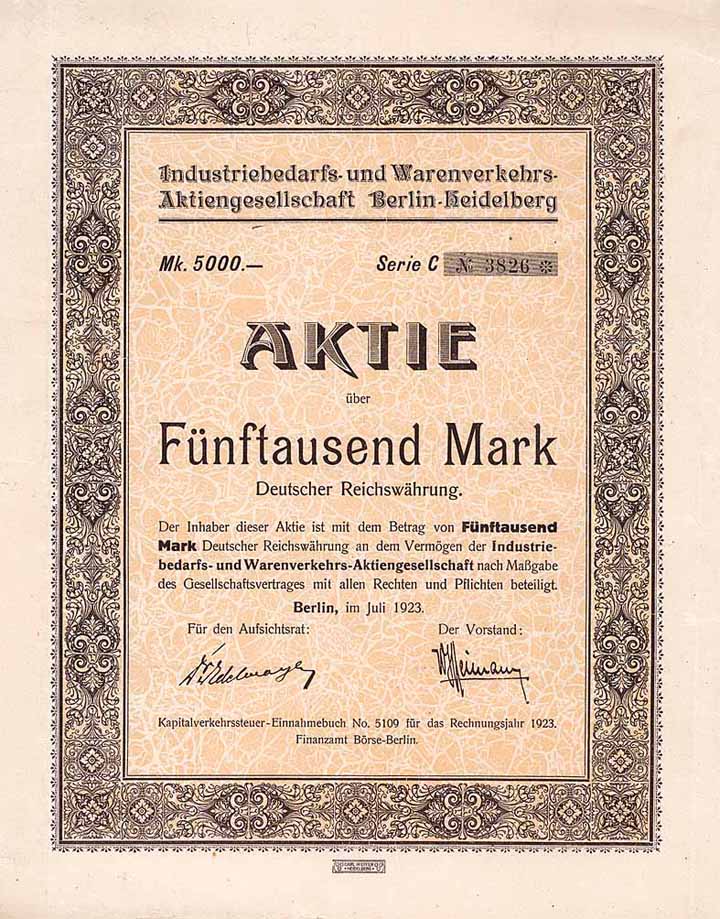 Industriebedarfs- und Warenverkehrs-
Aktiengesellschaft Berlin-Heidelberg
Mk. 5000.— Serie C № 3826 ※
AKTIE
über
Fünftausend Mark
Deutscher Reichswährung.
Der Inhaber dieser Aktie ist mit dem Betrag von Fünftausend
Mark Deutscher Reichswährung an dem Vermögen der Industrie-
bedarfs- und Warenverkehrs-Aktiengesellschaft nach Maßgabe
des Gesellschaftsvertrages mit allen Rechten und Pflichten beteiligt.
Berlin, im Juli 1923.
Für den Aufsichtsrat: Der Vorstand:
Kapitalverkehrssteuer-Einnahmebuch No. 5109 für das Rechnungsjahr 1923.
Finanzamt Börse-Berlin.
HEIDELBERG